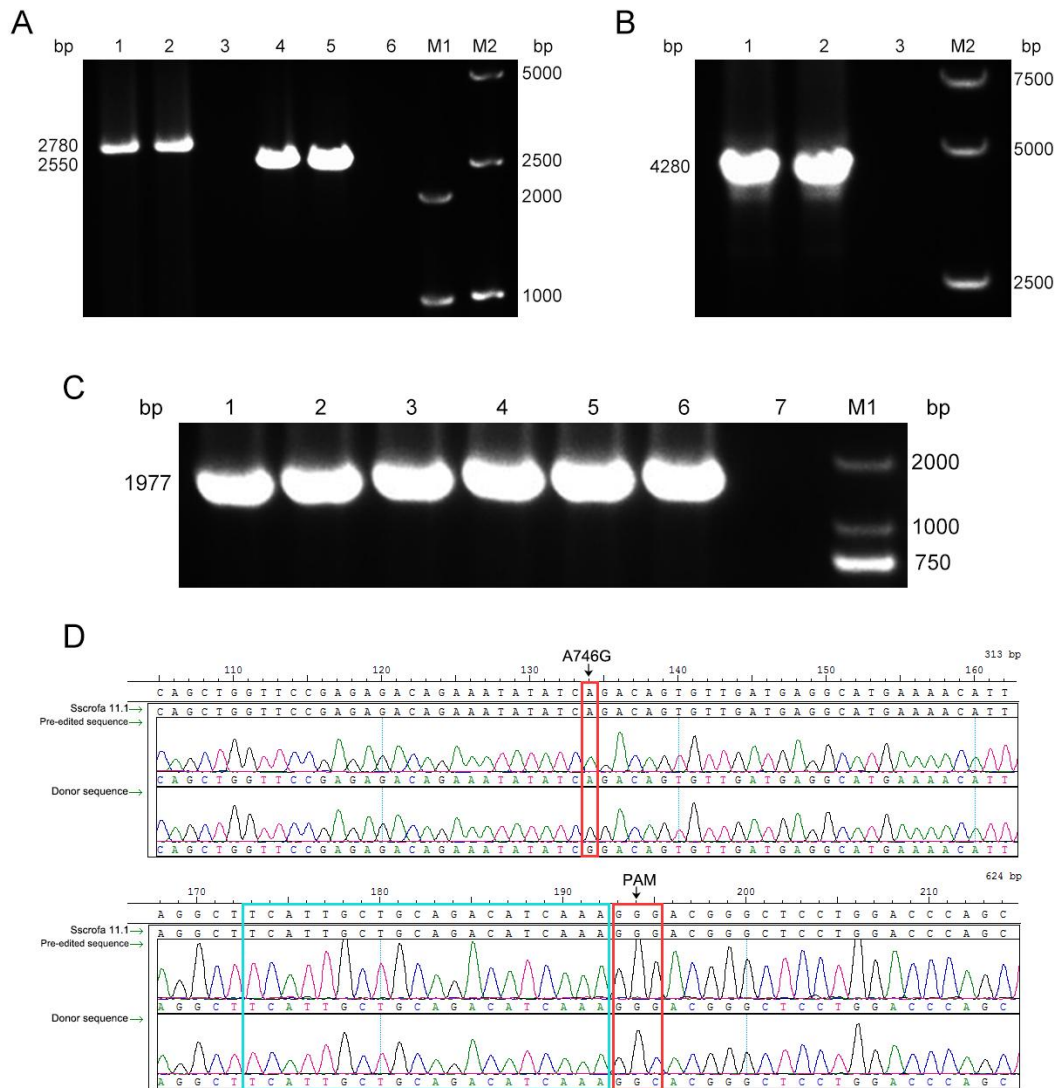 A
B
bp 1 2 3 4 5 6 M1 M2 bp
2780
2550
5000
2500
2000
1000
bp 1 2 3 M2 bp
4280
7500
5000
2500
C
bp 1 2 3 4 5 6 7 M1 bp
1977
2000
1000
750
D
A746G
110 120 130 140 150 160 313 bp
C A G C T G G T T C C G A G A G A C A G A A A T A T A T C A G A C A G T G T T G A T G A G G C A T G A A A A C A T T
Sscrofa 11.1 C A G C T G G T T C C G A G A G A C A G A A A T A T A T C A G A C A G T G T T G A T G A G G C A T G A A A A C A T T
Pre-edited sequence
C A G C T G G T T C C G A G A G A C A G A A A T A T A T C A G A C A G T G T T G A T G A G G C A T G A A A A C A T T
Donor sequence
C A G C T G G T T C C G A G A G A C A G A A A T A T A T C G G A C A G T G T T G A T G A G G C A T G A A A A C A T T
PAM
170 180 190 200 210 624 bp
A G G C T T C A T T G C T G C A G A C A T C A A A G G G A C G G G C T C C T G G A C C C A G C
Sscrofa 11.1 A G G C T T C A T T G C T G C A G A C A T C A A A G G G A C G G G C T C C T G G A C C C A G C
Pre-edited sequence
A G G C T T C A T T G C T G C A G A C A T C A A A G G G A C G G G C T C C T G G A C C C A G C
Donor sequence
A G G C T T C A T T G C T G C A G A C A T C A A A G G C A C G G G C T C C T G G A C C C A G C